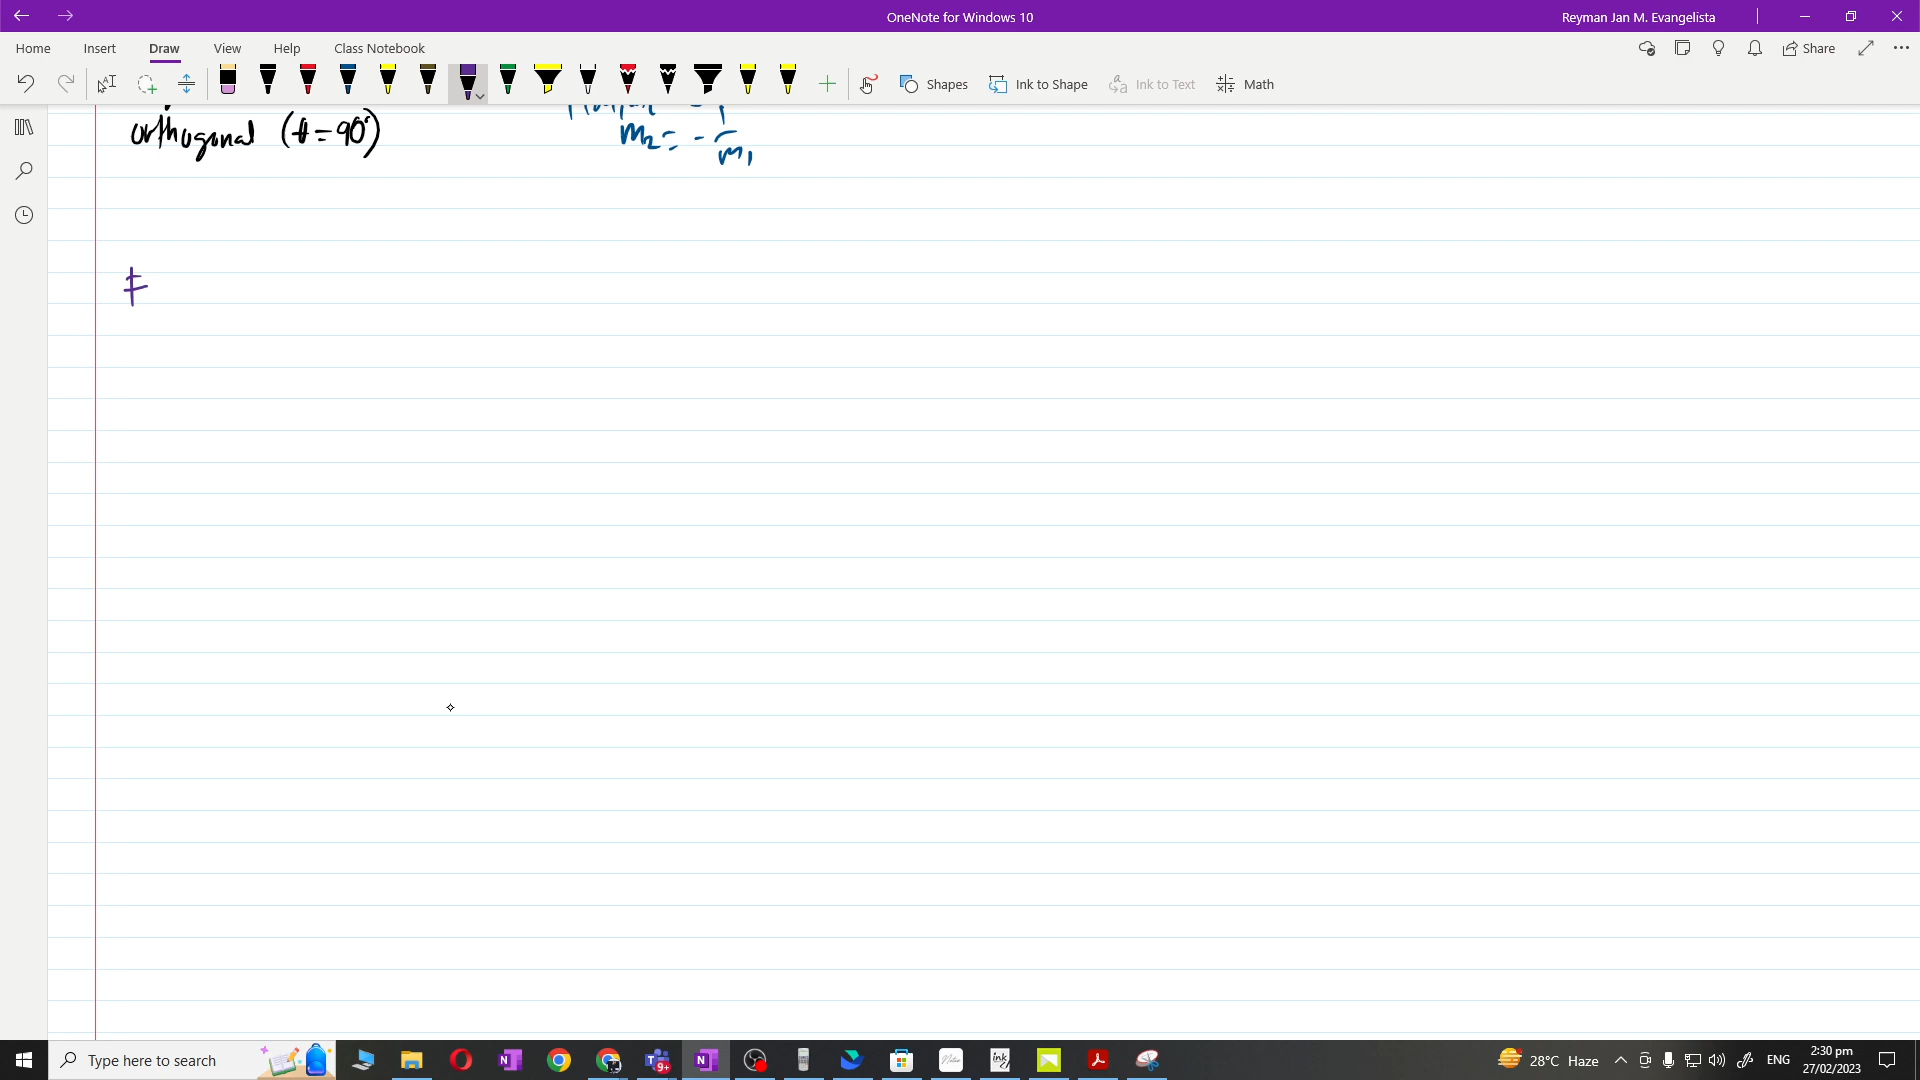 OneNote for Windows 10
Reyman Jan M. Evangelista
Home Insert Draw View Help Class Notebook
Share
Shapes Ink to Shape Ink to Text Math
orthogonal (θ=90°)
m₂ = - 1/m₁
F
Type here to search
28°C Haze
ENG
2:30 pm
27/02/2023